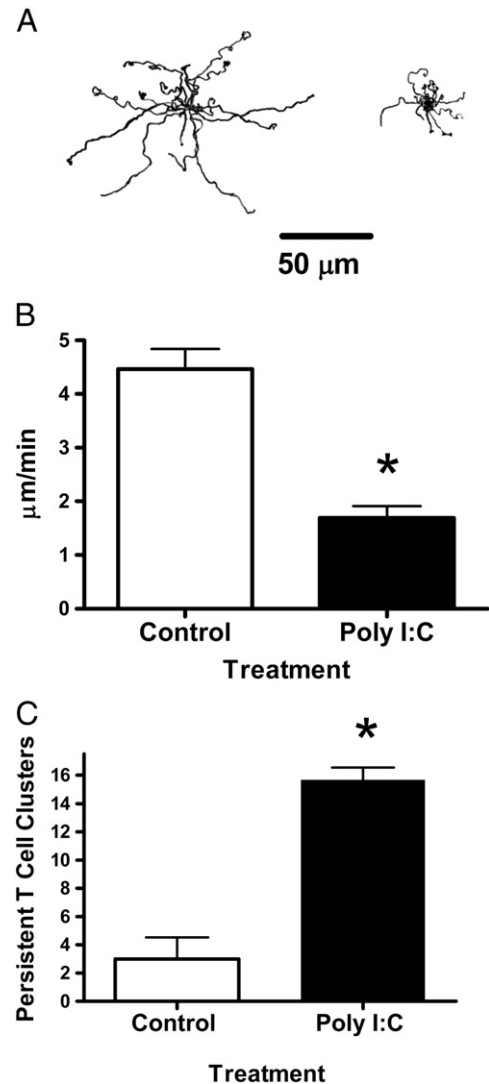 A
50 μm
B
5
4
3
2
1
0
μm/min
*
Control Poly I:C
Treatment
C
16
14
12
10
8
6
4
2
0
Persistent T Cell Clusters
*
Control Poly I:C
Treatment